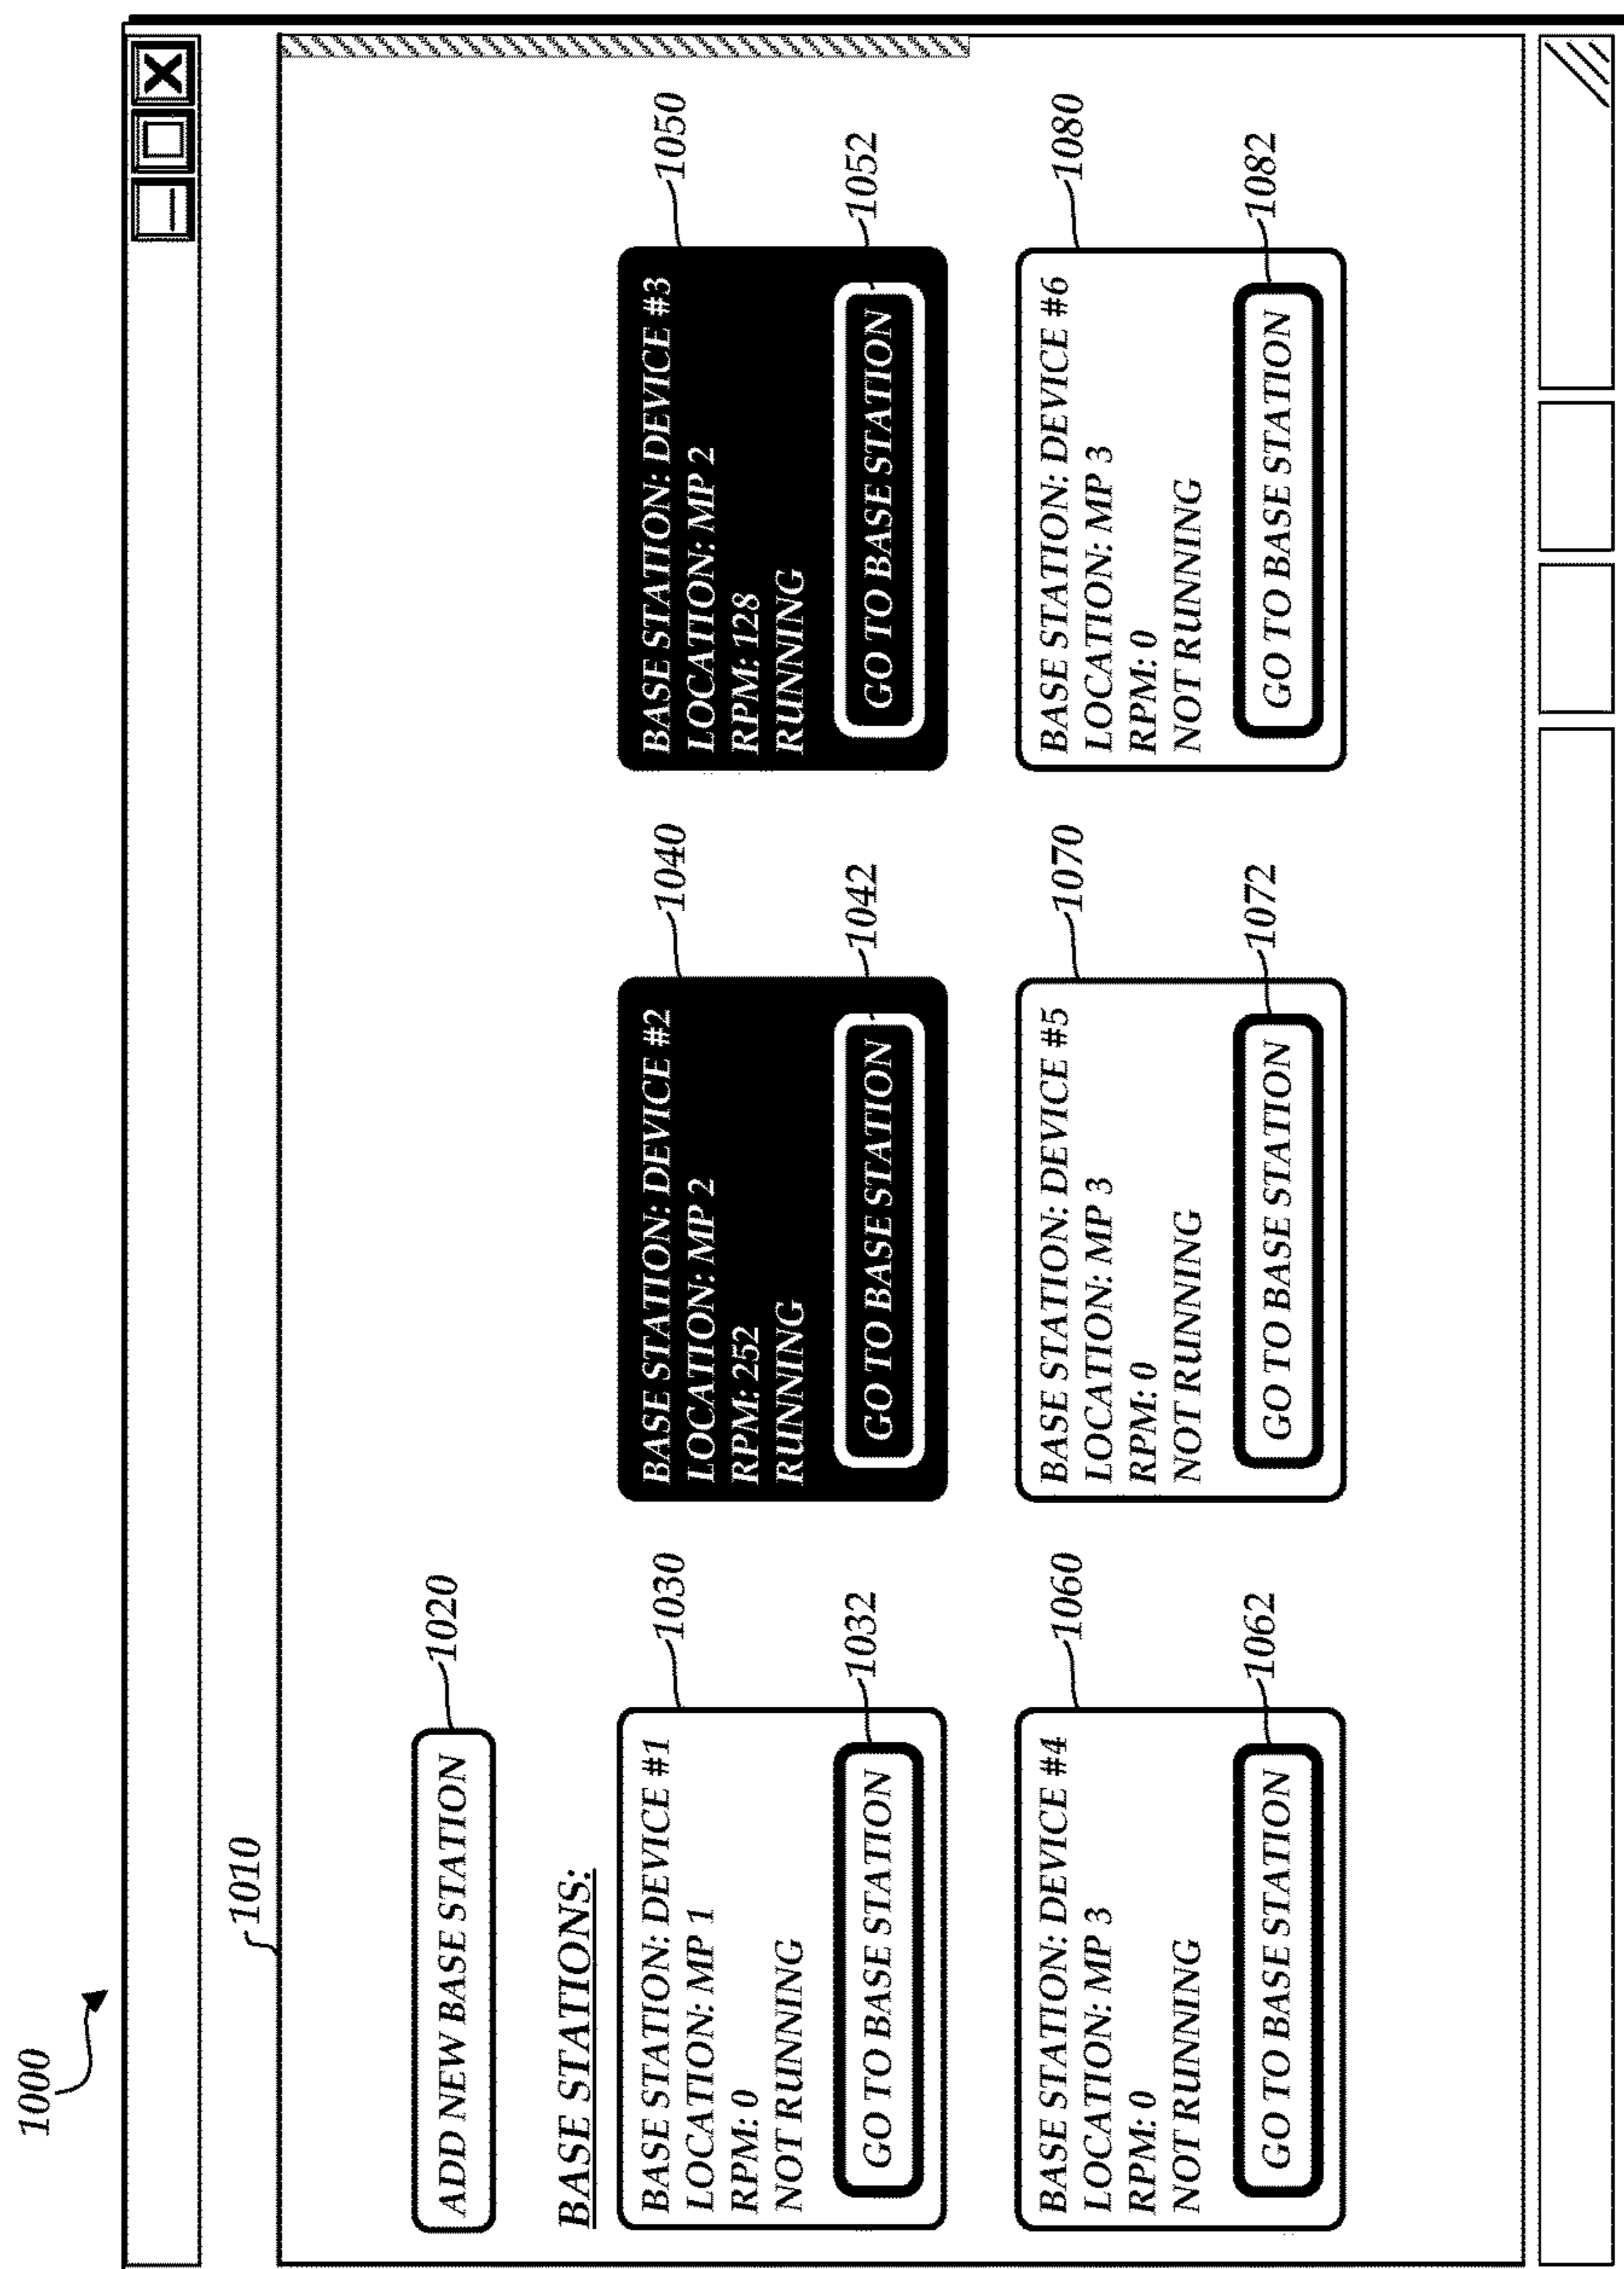 1000
1010
ADD NEW BASE STATION
1020
BASE STATIONS:
BASE STATION: DEVICE #1
LOCATION: MP 1
RPM: 0
NOT RUNNING
GO TO BASE STATION
1030
1032
BASE STATION: DEVICE #2
LOCATION: MP 2
RPM: 252
RUNNING
GO TO BASE STATION
1040
1042
BASE STATION: DEVICE #3
LOCATION: MP 2
RPM: 128
RUNNING
GO TO BASE STATION
1050
1052
BASE STATION: DEVICE #4
LOCATION: MP 3
RPM: 0
NOT RUNNING
GO TO BASE STATION
1060
1062
BASE STATION: DEVICE #5
LOCATION: MP 3
RPM: 0
NOT RUNNING
GO TO BASE STATION
1070
1072
BASE STATION: DEVICE #6
LOCATION: MP 3
RPM: 0
NOT RUNNING
GO TO BASE STATION
1080
1082